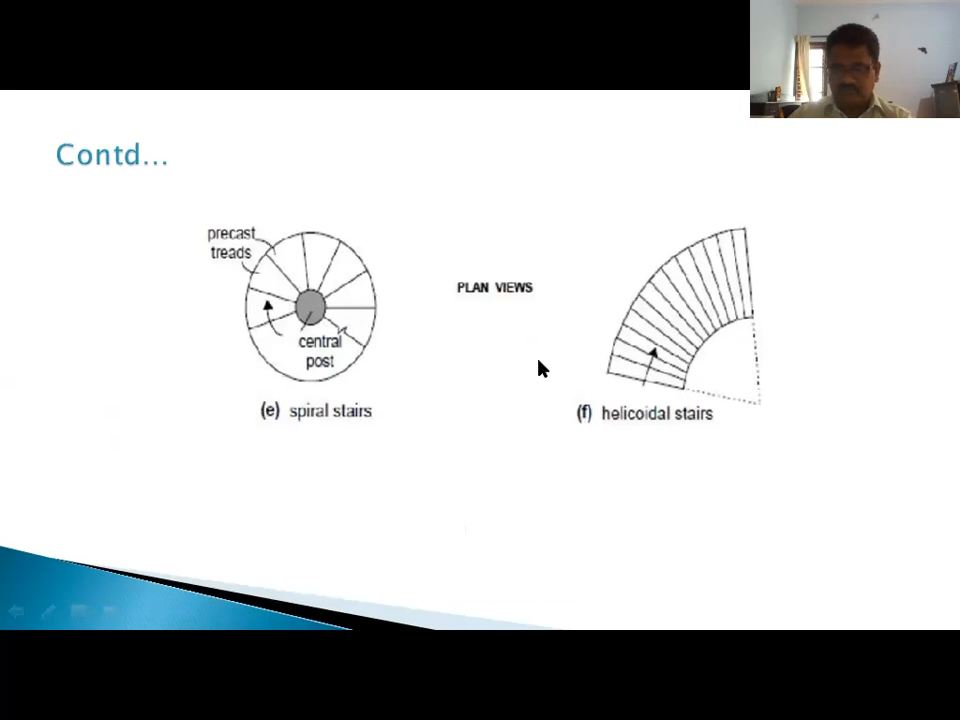 Contd...
precast
treads
central
post
(e) spiral stairs
PLAN VIEWS
(f) helicoidal stairs